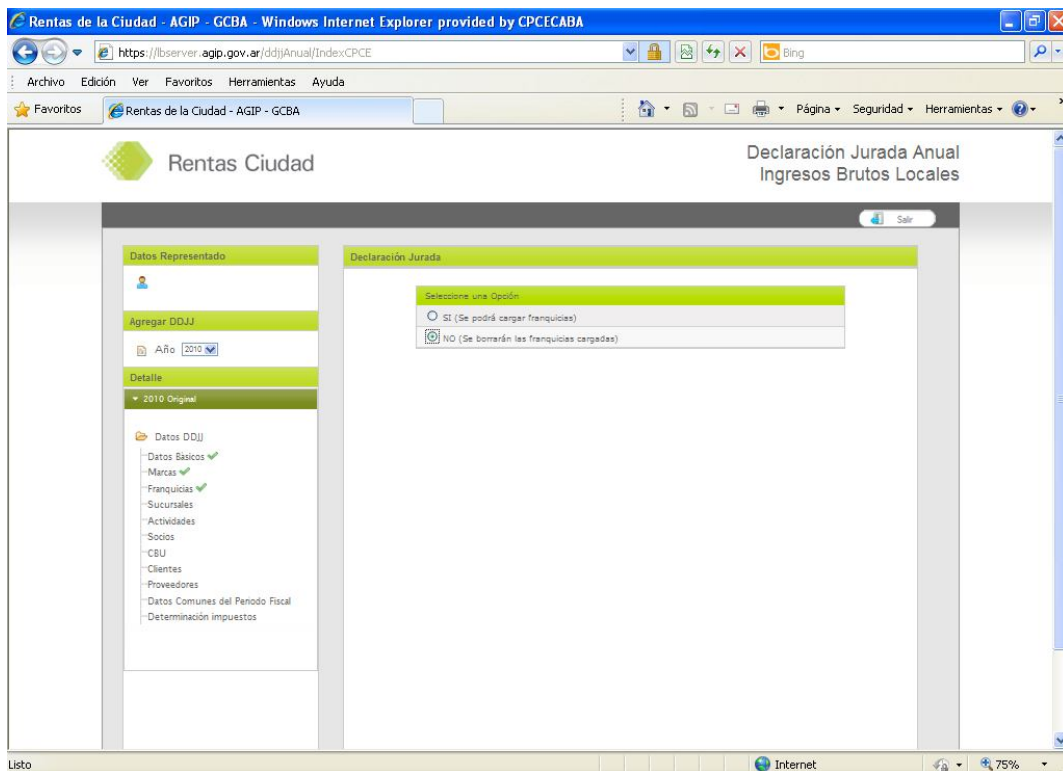 Rentas de la Ciudad - AGIP - GCBA - Windows Internet Explorer provided by CPCECABA
https://lbserver.agip.gov.ar/ddjjAnual/IndexCPCE
Bing
Archivo Edición Ver Favoritos Herramientas Ayuda
Favoritos
Rentas de la Ciudad - AGIP - GCBA
Página
Seguridad
Herramientas
Rentas Ciudad
Declaración Jurada Anual
Ingresos Brutos Locales
Salir
Datos Representado
Agregar DDJJ
Año 2010
Detalle
2010 Original
Datos DDJJ
Datos Básicos
Marcas
Franquicias
Sucursales
Actividades
Socios
CBU
Clientes
Proveedores
Datos Comunes del Periodo Fiscal
Determinación impuestos
Declaración Jurada
Seleccione una Opción
SI (Se podrá cargar franquicias)
NO (Se borrarán las franquicias cargadas)
Listo
Internet
75%